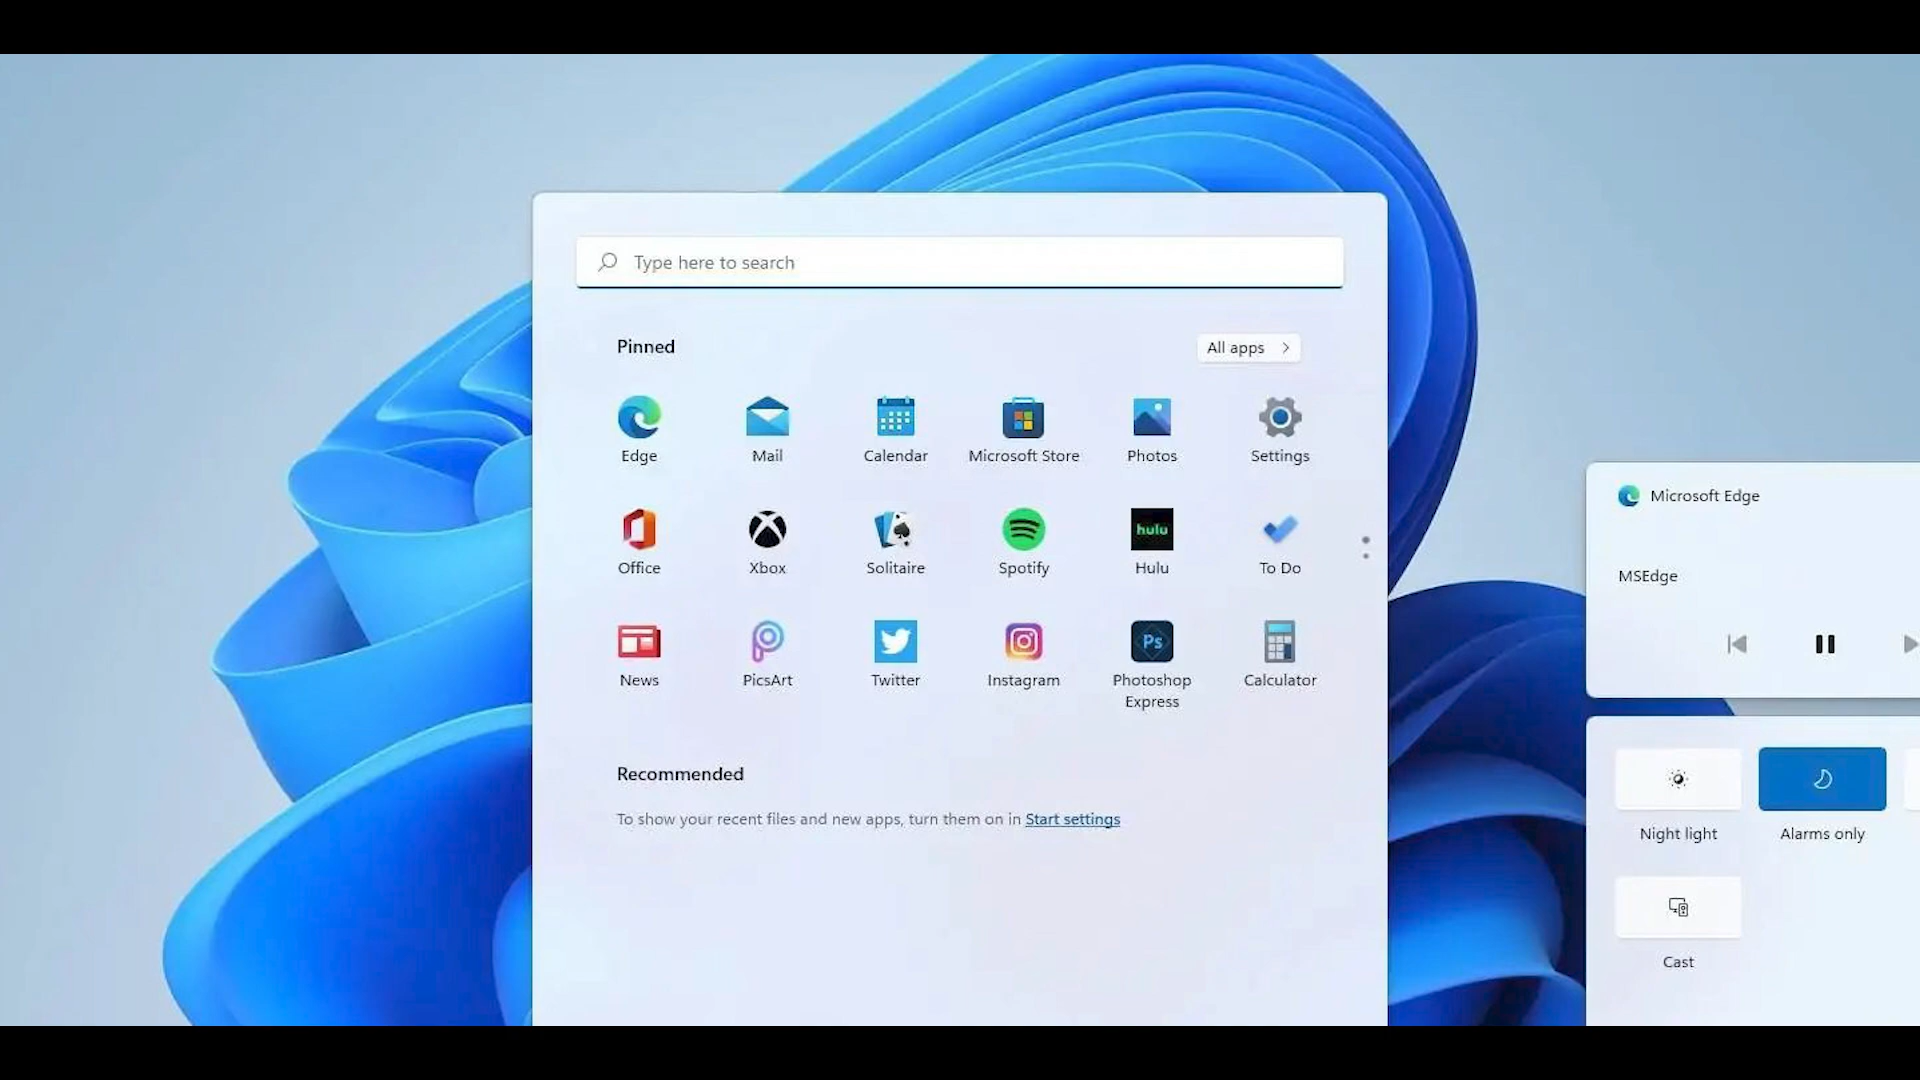 Type here to search
Pinned
All apps
Edge
Mail
Calendar
Microsoft Store
Photos
Settings
hulu
Office
Xbox
Solitaire
Spotify
Hulu
To Do
Ps
News
PicsArt
Twitter
Instagram
Photoshop
Express
Calculator
Recommended
To show your recent files and new apps, turn them on in Start settings
Microsoft Edge
MSEdge
Night light
Alarms only
Cast